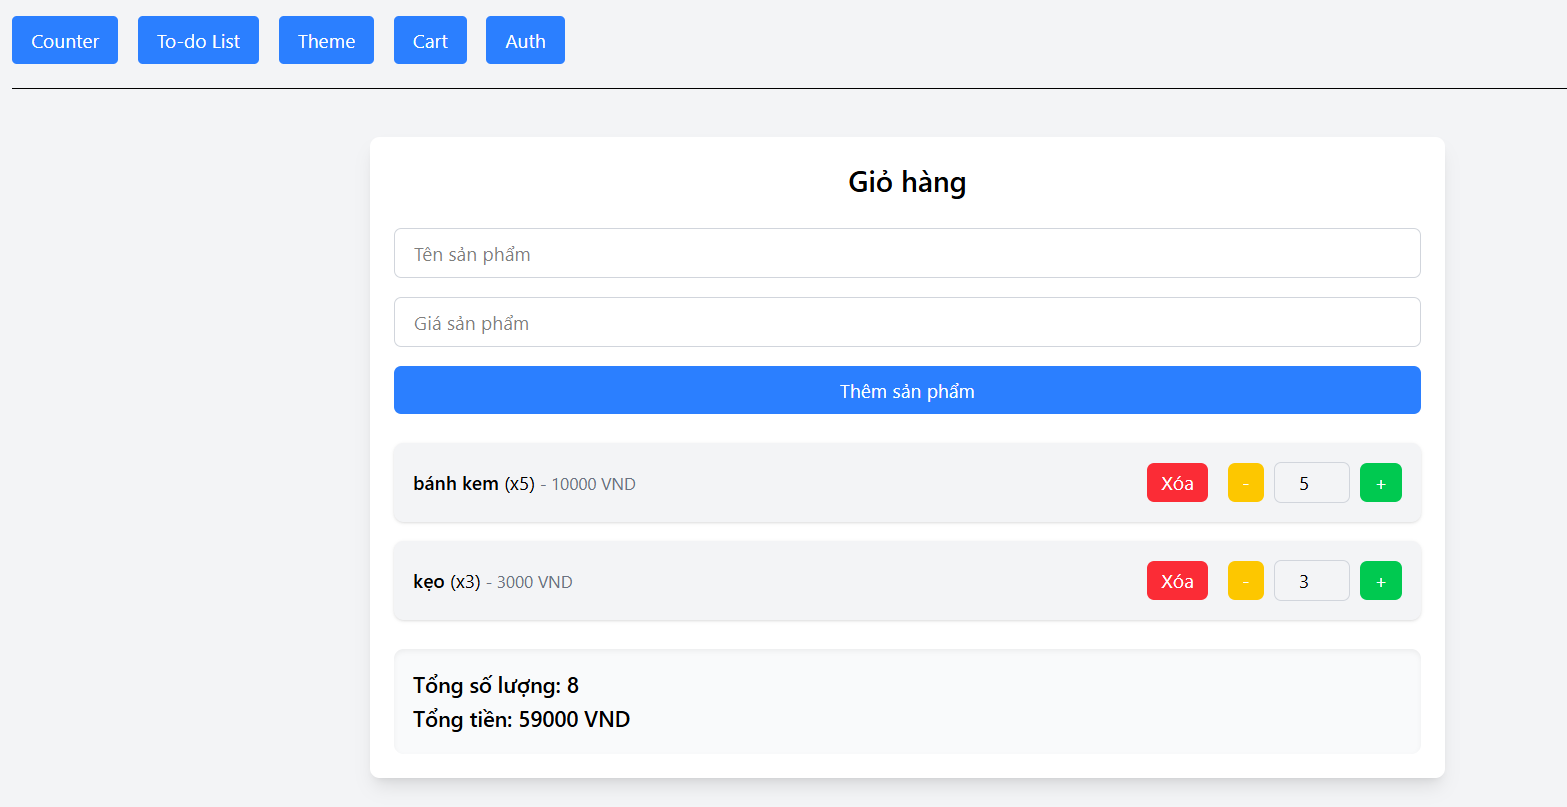 Counter To-do List Theme Cart Auth
Giỏ hàng
Tên sản phẩm
Giá sản phẩm
Thêm sản phẩm
bánh kem (x5) - 10000 VND Xóa - 5 +
kẹo (x3) - 3000 VND Xóa - 3 +
Tổng số lượng: 8
Tổng tiền: 59000 VND